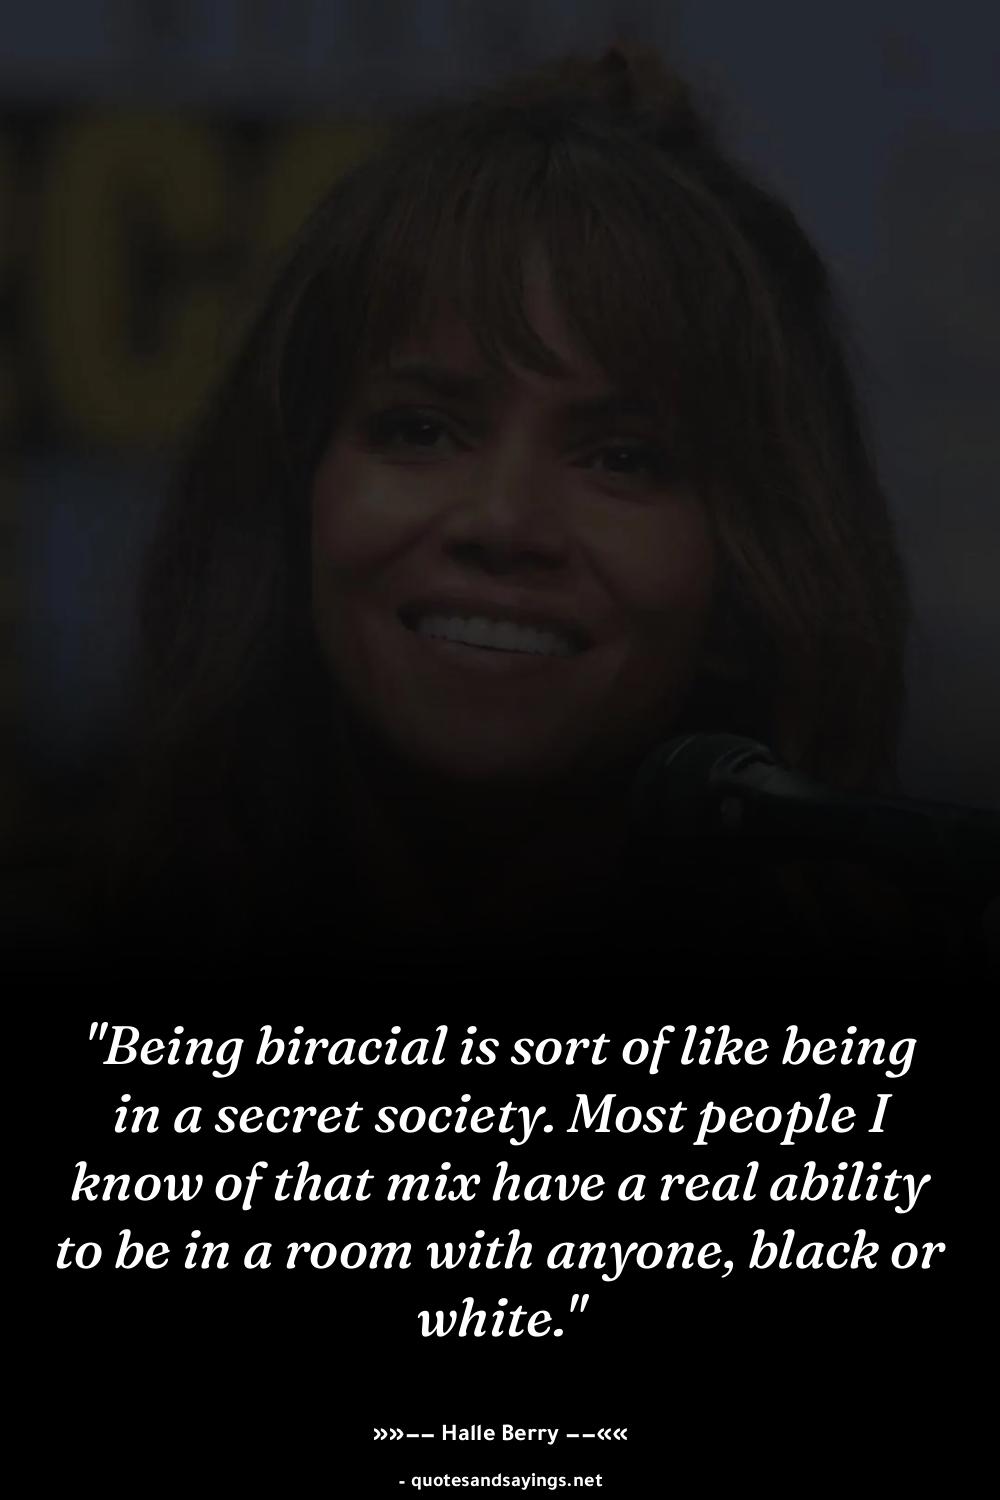 "Being biracial is sort of like being
in a secret society. Most people I
know of that mix have a real ability
to be in a room with anyone, black or
white."
»»–– Halle Berry ––««
- quotesandsayings.net